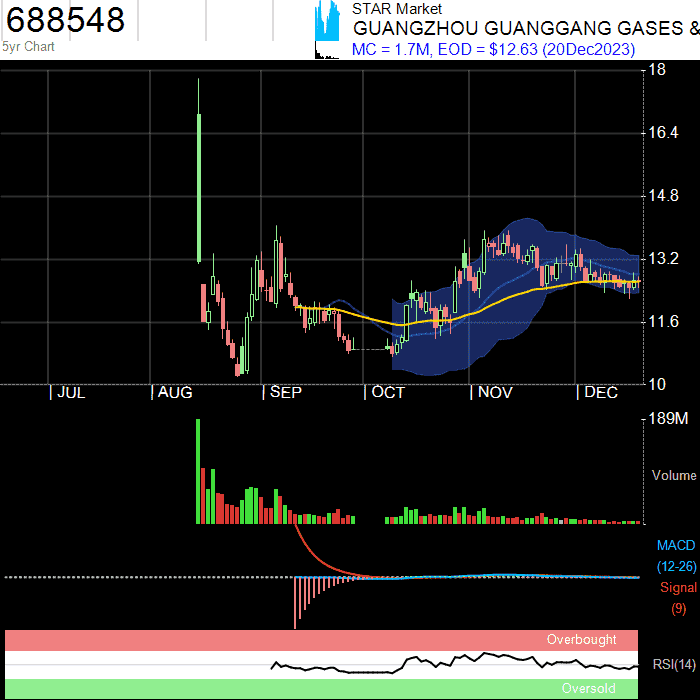 688548
5yr Chart
STAR Market
GUANGZHOU GUANGGANG GASES &
MC = 1.7M, EOD = $12.63 (20Dec2023)
18
16.4
14.8
13.2
11.6
10
| JUL | AUG | SEP | OCT | NOV | DEC
189M
Volume
MACD
(12-26)
Signal
(9)
Overbought
RSI(14)
Oversold